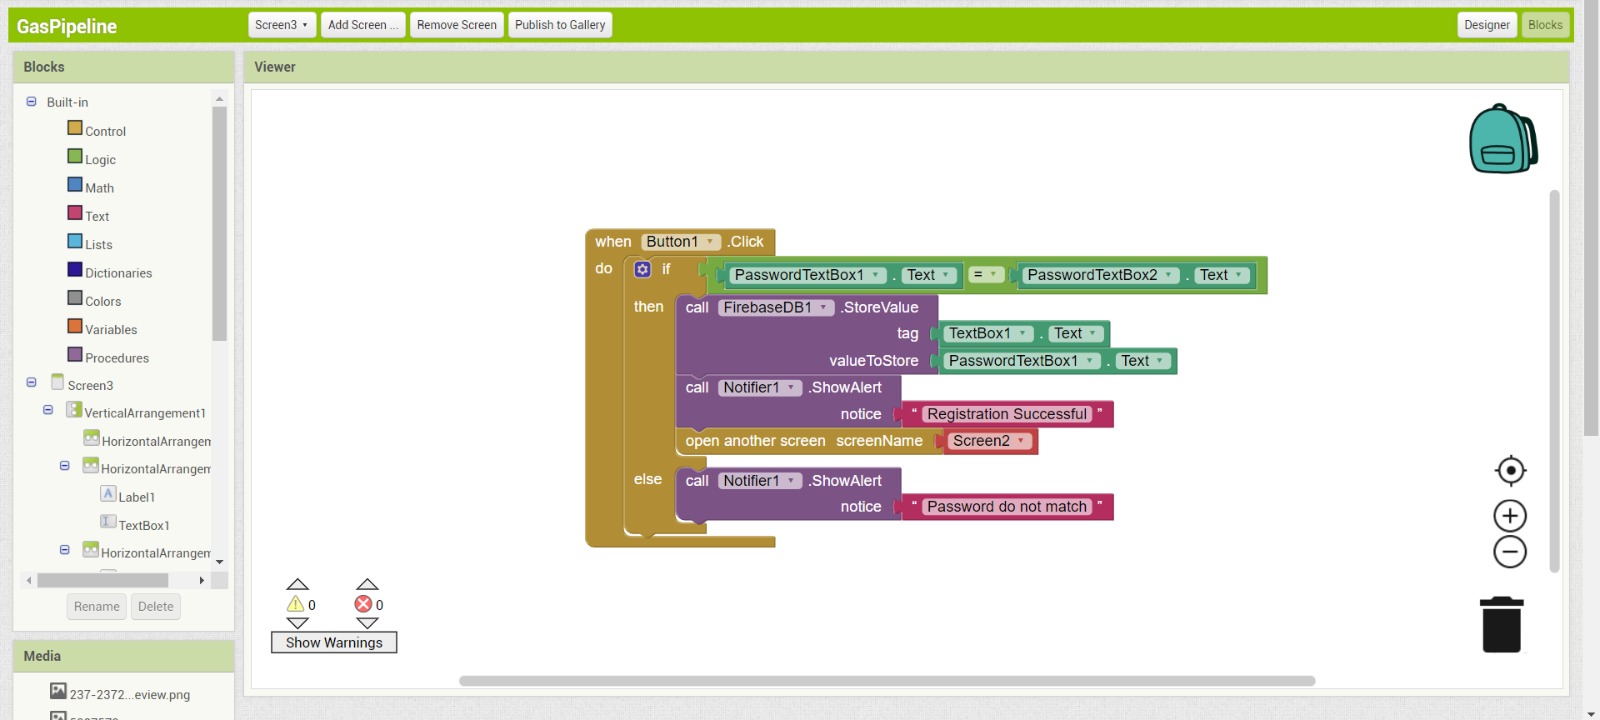 GasPipeline
Screen3
Add Screen ...
Remove Screen
Publish to Gallery
Designer
Blocks
Blocks
Built-in
Control
Logic
Math
Text
Lists
Dictionaries
Colors
Variables
Procedures
Screen3
VerticalArrangement1
HorizontalArrangem
HorizontalArrangem
Label1
TextBox1
HorizontalArrangem
Rename
Delete
Media
237-2372...eview.png
Viewer
when Button1 .Click
do if PasswordTextBox1 . Text = PasswordTextBox2 . Text
then call FirebaseDB1 .StoreValue
tag TextBox1 . Text
valueToStore PasswordTextBox1 . Text
call Notifier1 .ShowAlert
notice “ Registration Successful ”
open another screen screenName Screen2
else call Notifier1 .ShowAlert
notice “ Password do not match ”
0 0
Show Warnings